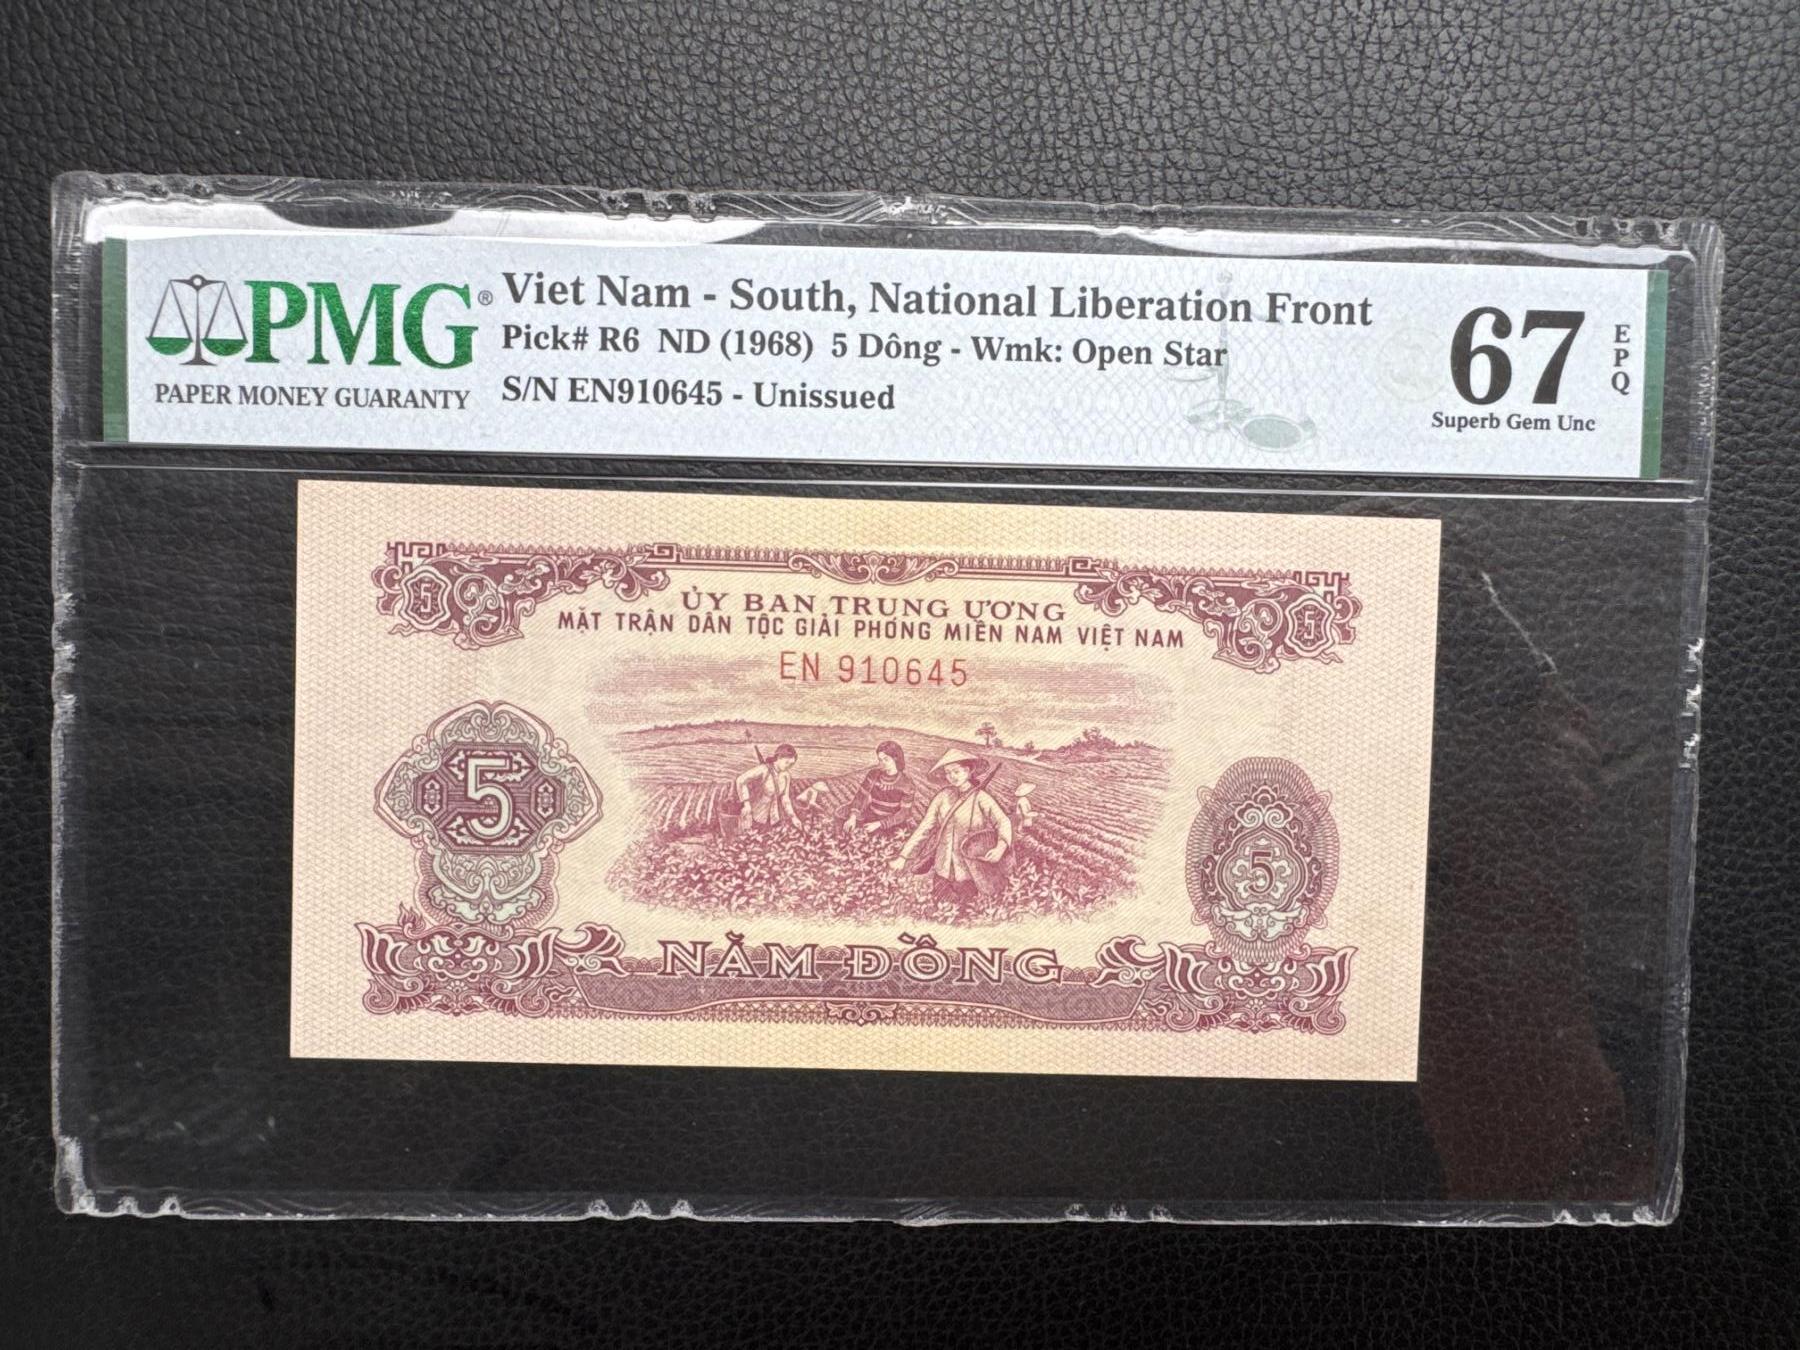 PMG®
PAPER MONEY GUARANTY
Viet Nam - South, National Liberation Front
Pick# R6 ND (1968) 5 Dông - Wmk: Open Star
S/N EN910645 - Unissued
67
EPQ
Superb Gem Unc
5
5
ỦY BAN TRUNG ƯƠNG
MẶT TRẬN DÂN TỘC GIẢI PHÓNG MIỀN NAM VIỆT NAM
EN 910645
5
5
NĂM ĐỒNG